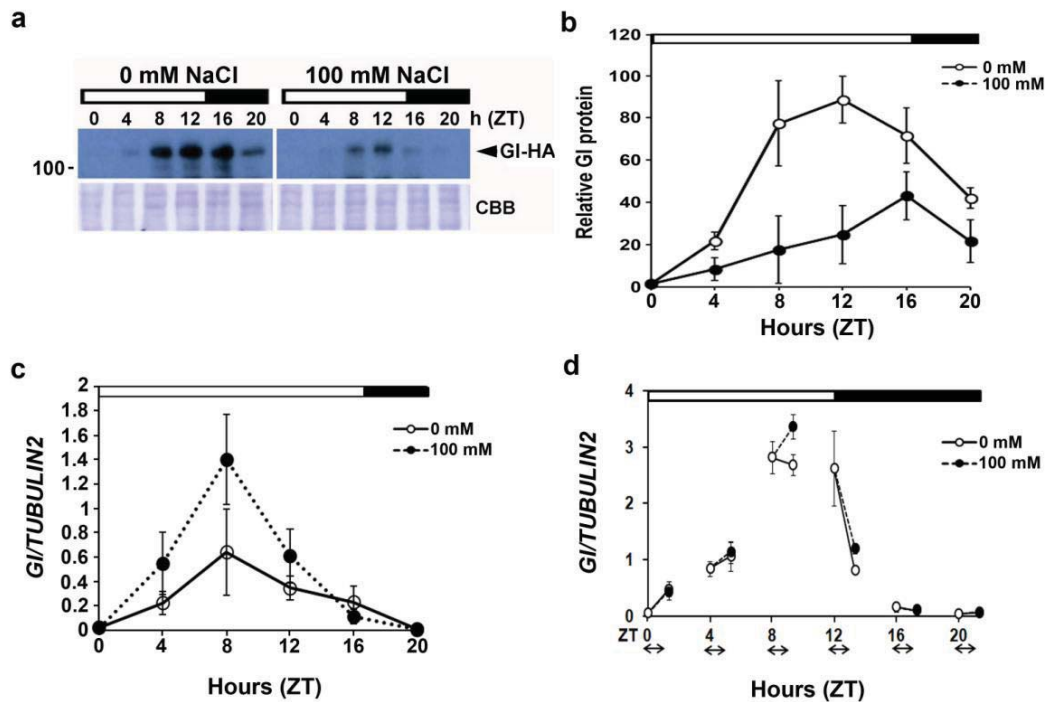 a
0 mM NaCl 100 mM NaCl
0 4 8 12 16 20 0 4 8 12 16 20 h (ZT)
100 -
GI-HA
CBB
b
120
100
80
60
40
20
0
Relative GI protein
0 4 8 12 16 20
Hours (ZT)
0 mM
100 mM
c
2
1.8
1.6
1.4
1.2
1
0.8
0.6
0.4
0.2
0
GI/TUBULIN2
0 4 8 12 16 20
Hours (ZT)
0 mM
100 mM
d
4
3
2
1
0
GI/TUBULIN2
ZT 0 4 8 12 16 20
Hours (ZT)
0 mM
100 mM